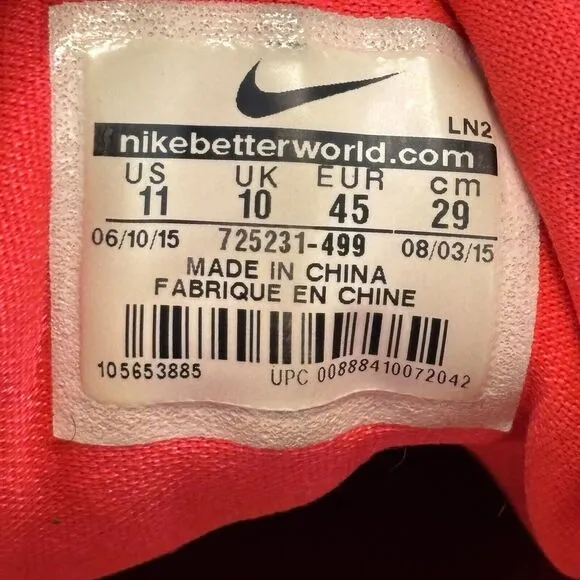 LN2
nikebetterworld.com
US UK EUR cm
11 10 45 29
06/10/15 725231-499 08/03/15
MADE IN CHINA
FABRIQUE EN CHINE
105653885 UPC 00888410072042